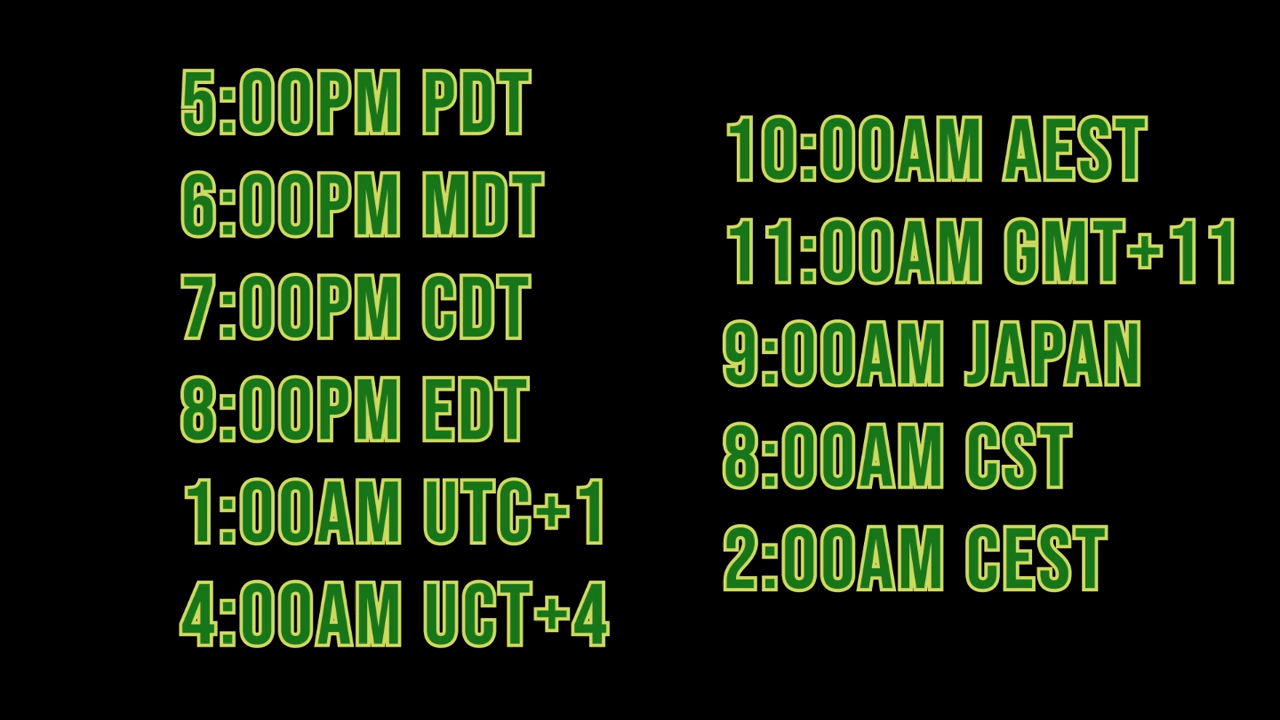 5:00PM PDT
6:00PM MDT
7:00PM CDT
8:00PM EDT
1:00AM UTC+1
4:00AM UCT+4
10:00AM AEST
11:00AM GMT+11
9:00AM JAPAN
8:00AM CST
2:00AM CEST